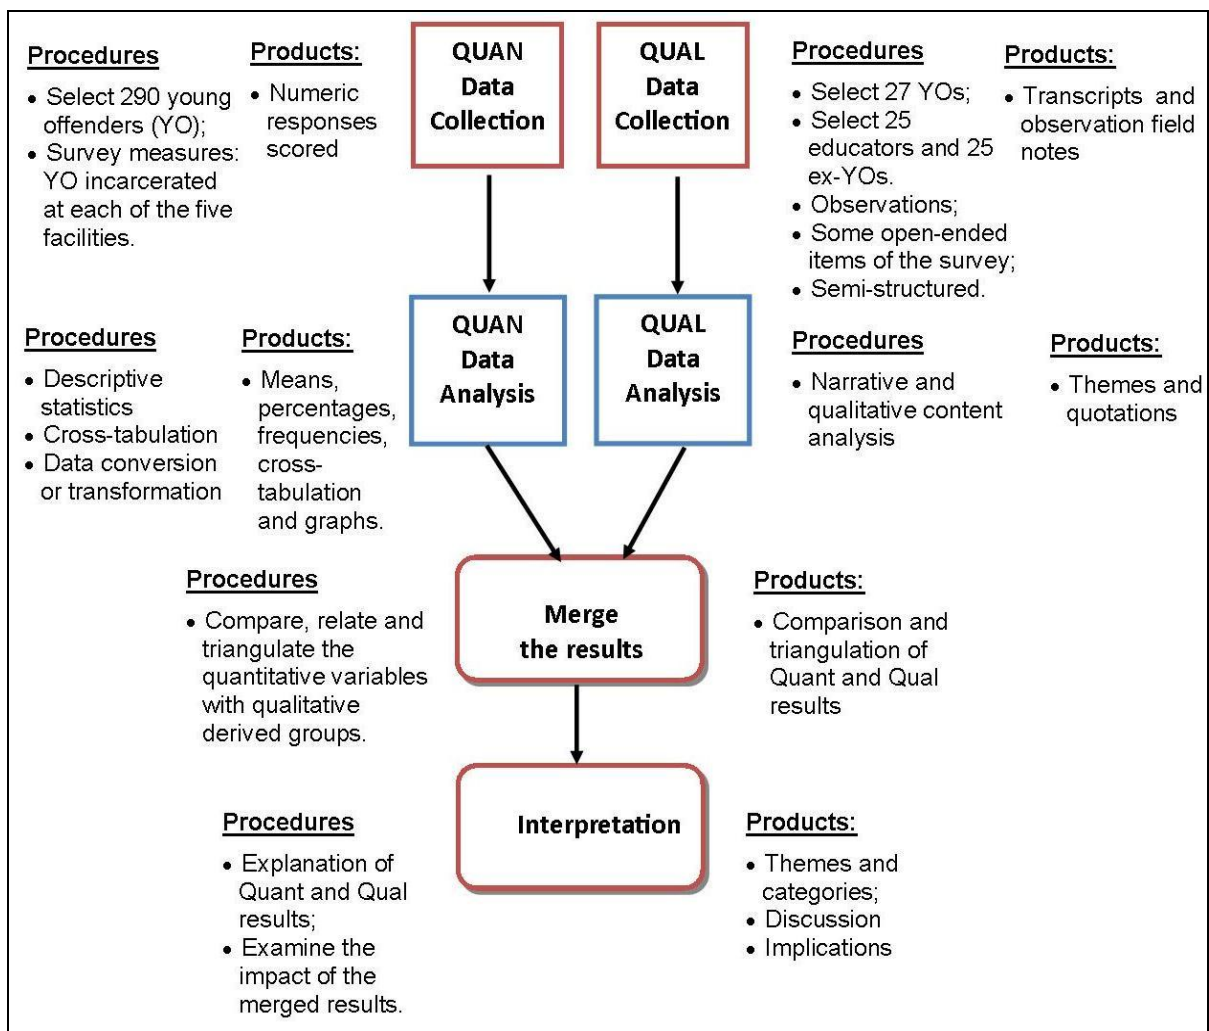 Procedures
• Select 290 young
offenders (YO);
• Survey measures:
YO incarcerated
at each of the five
facilities.
Products:
• Numeric
responses
scored
QUAN
Data
Collection
QUAL
Data
Collection
Procedures
• Select 27 YOs;
• Select 25
educators and 25
ex-YOs.
• Observations;
• Some open-ended
items of the survey;
• Semi-structured.
Products:
• Transcripts and
observation field
notes
Procedures
• Descriptive
statistics
• Cross-tabulation
• Data conversion
or transformation
Products:
• Means,
percentages,
frequencies,
cross-
tabulation
and graphs.
QUAN
Data
Analysis
QUAL
Data
Analysis
Procedures
• Narrative and
qualitative content
analysis
Products:
• Themes and
quotations
Procedures
• Compare, relate and
triangulate the
quantitative variables
with qualitative
derived groups.
Merge
the results
Products:
• Comparison and
triangulation of
Quant and Qual
results
Procedures
• Explanation of
Quant and Qual
results;
• Examine the
impact of the
merged results.
Interpretation
Products:
• Themes and
categories;
• Discussion
• Implications